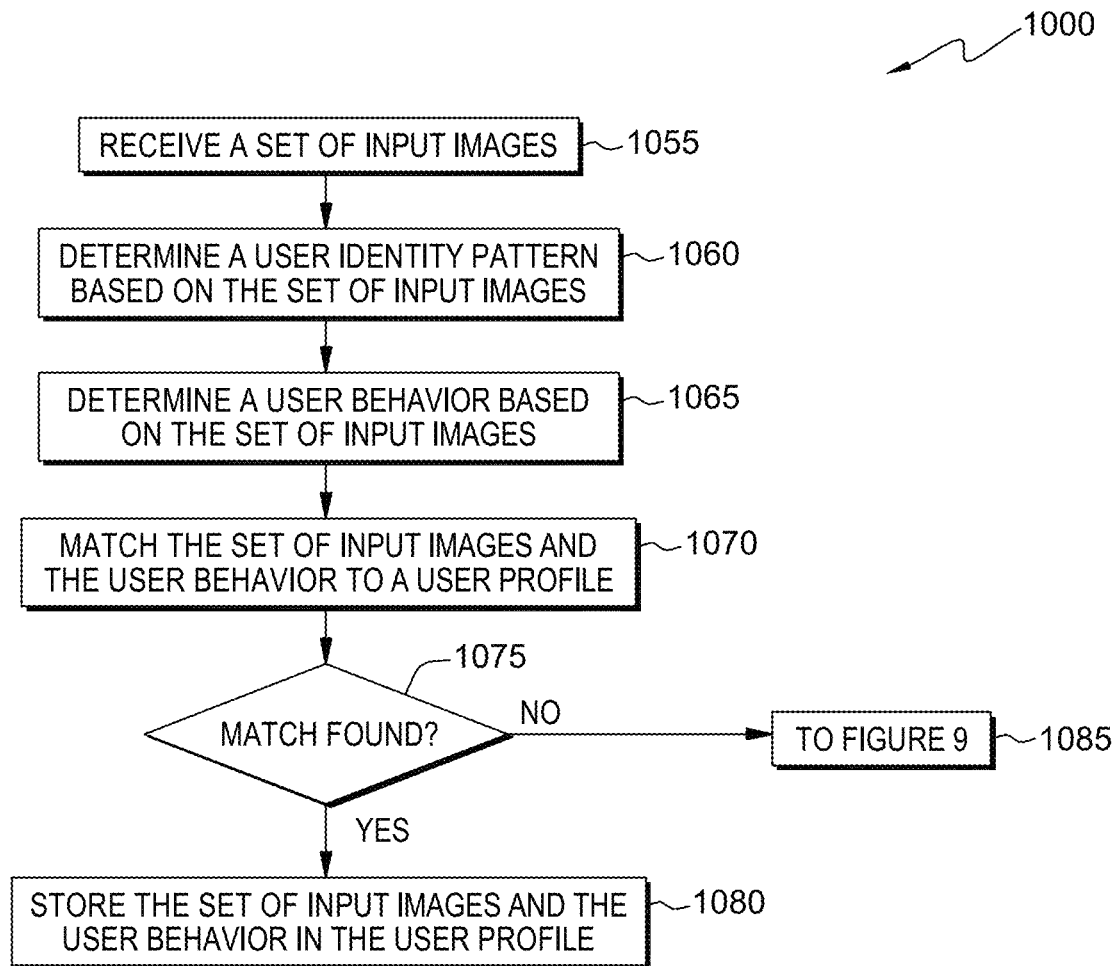 1000
RECEIVE A SET OF INPUT IMAGES
1055
DETERMINE A USER IDENTITY PATTERN
BASED ON THE SET OF INPUT IMAGES
1060
DETERMINE A USER BEHAVIOR BASED
ON THE SET OF INPUT IMAGES
1065
MATCH THE SET OF INPUT IMAGES AND
THE USER BEHAVIOR TO A USER PROFILE
1070
1075
MATCH FOUND?
NO
TO FIGURE 9
1085
YES
STORE THE SET OF INPUT IMAGES AND THE
USER BEHAVIOR IN THE USER PROFILE
1080